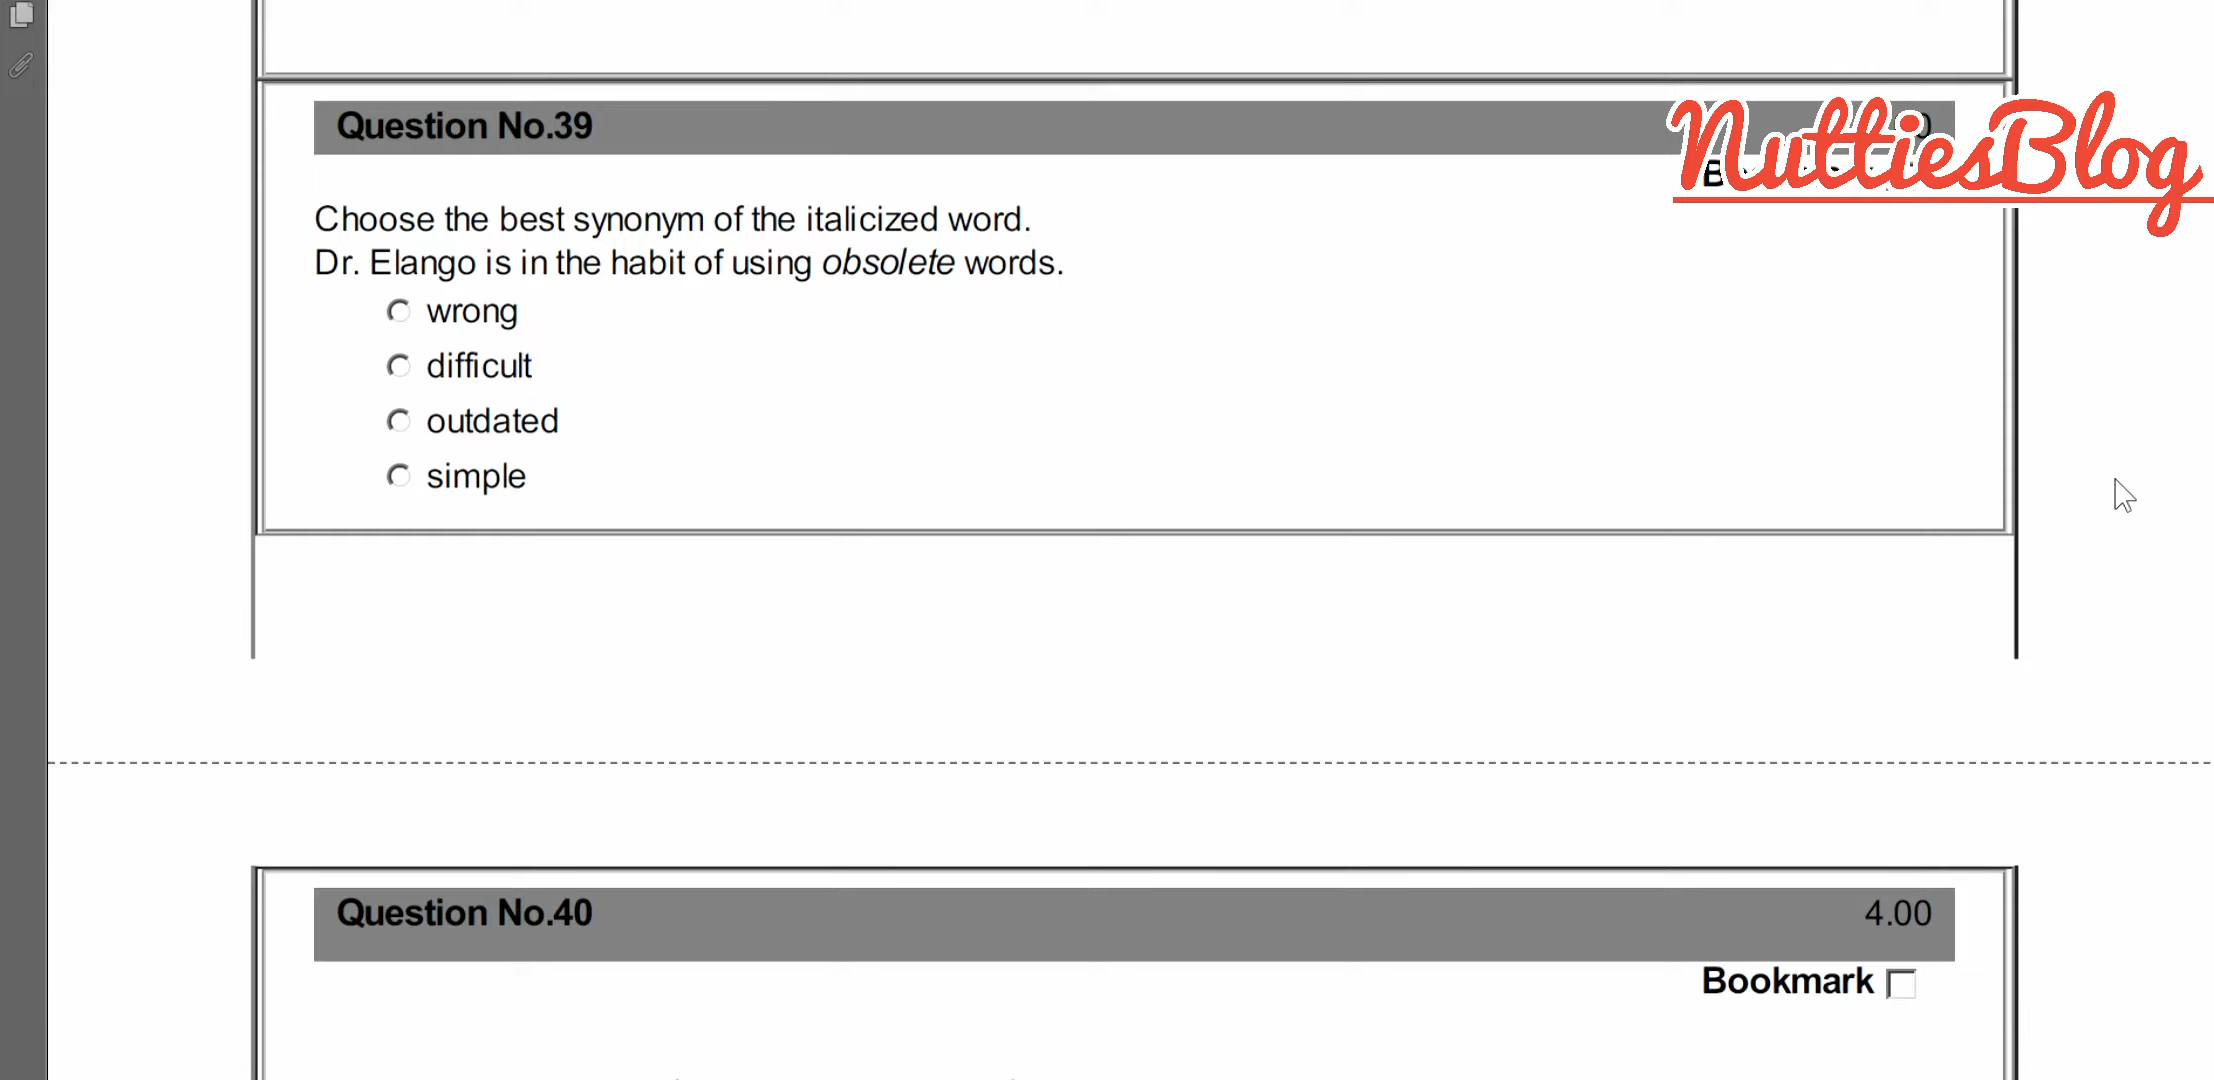 Question No.39
NuttiesBlog
Choose the best synonym of the italicized word.
Dr. Elango is in the habit of using obsolete words.
wrong
difficult
outdated
simple
Question No.40 4.00
Bookmark